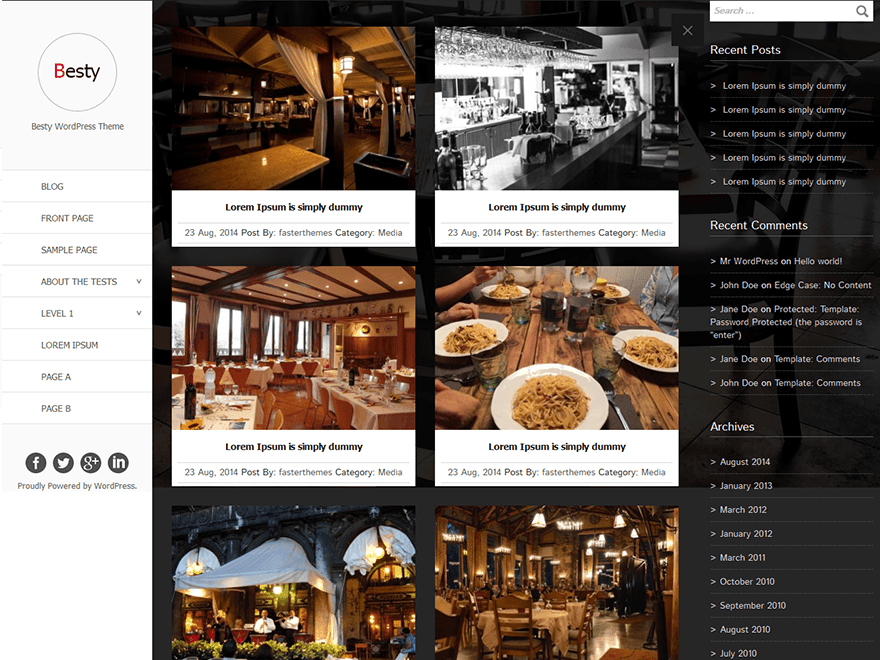 Besty
Besty WordPress Theme
BLOG
FRONT PAGE
SAMPLE PAGE
ABOUT THE TESTS
LEVEL 1
LOREM IPSUM
PAGE A
PAGE B
Proudly Powered by WordPress.
Lorem Ipsum is simply dummy
23 Aug, 2014 Post By: fasterthemes Category: Media
Lorem Ipsum is simply dummy
23 Aug, 2014 Post By: fasterthemes Category: Media
Lorem Ipsum is simply dummy
23 Aug, 2014 Post By: fasterthemes Category: Media
Lorem Ipsum is simply dummy
23 Aug, 2014 Post By: fasterthemes Category: Media
Search ...
Recent Posts
> Lorem Ipsum is simply dummy
> Lorem Ipsum is simply dummy
> Lorem Ipsum is simply dummy
> Lorem Ipsum is simply dummy
> Lorem Ipsum is simply dummy
Recent Comments
> Mr WordPress on Hello world!
> John Doe on Edge Case: No Content
> Jane Doe on Protected: Template:
Password Protected (the password is
"enter")
> Jane Doe on Template: Comments
> John Doe on Template: Comments
Archives
> August 2014
> January 2013
> March 2012
> January 2012
> March 2011
> October 2010
> September 2010
> August 2010
> July 2010